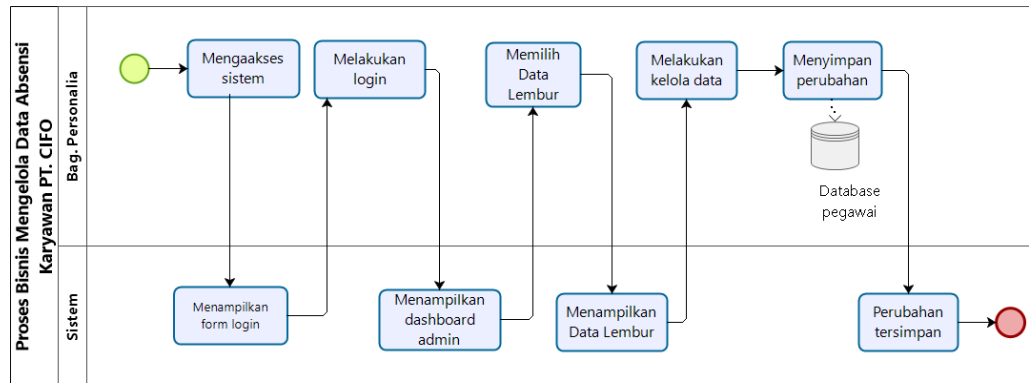 Proses Bisnis Mengelola Data Absensi
Karyawan PT. CIFO
Bag. Personalia
Mengaakses
sistem
Melakukan
login
Memilih
Data
Lembur
Melakukan
kelola data
Menyimpan
perubahan
Database
pegawai
Sistem
Menampilkan
form login
Menampilkan
dashboard
admin
Menampilkan
Data Lembur
Perubahan
tersimpan